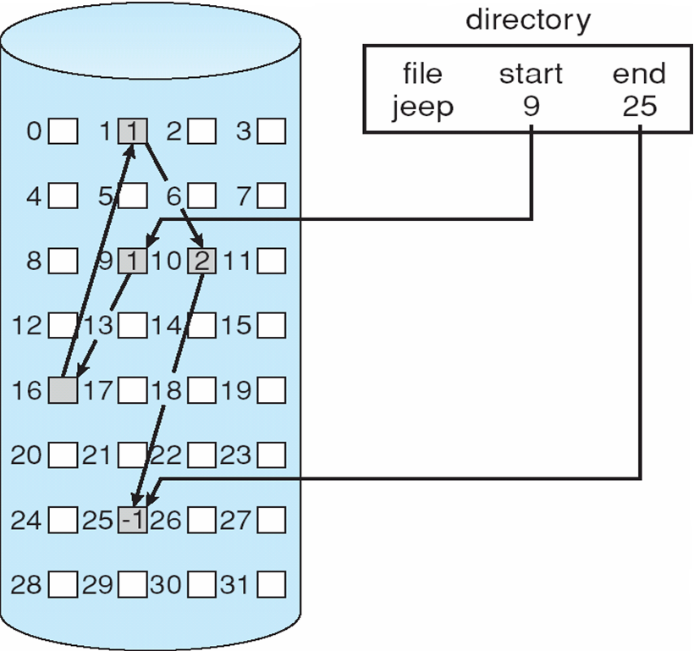 directory
file start end
jeep 9 25
0 1 1 2 3
4 5 6 7
8 9 1 10 2 11
12 13 14 15
16 17 18 19
20 21 22 23
24 25 -1 26 27
28 29 30 31